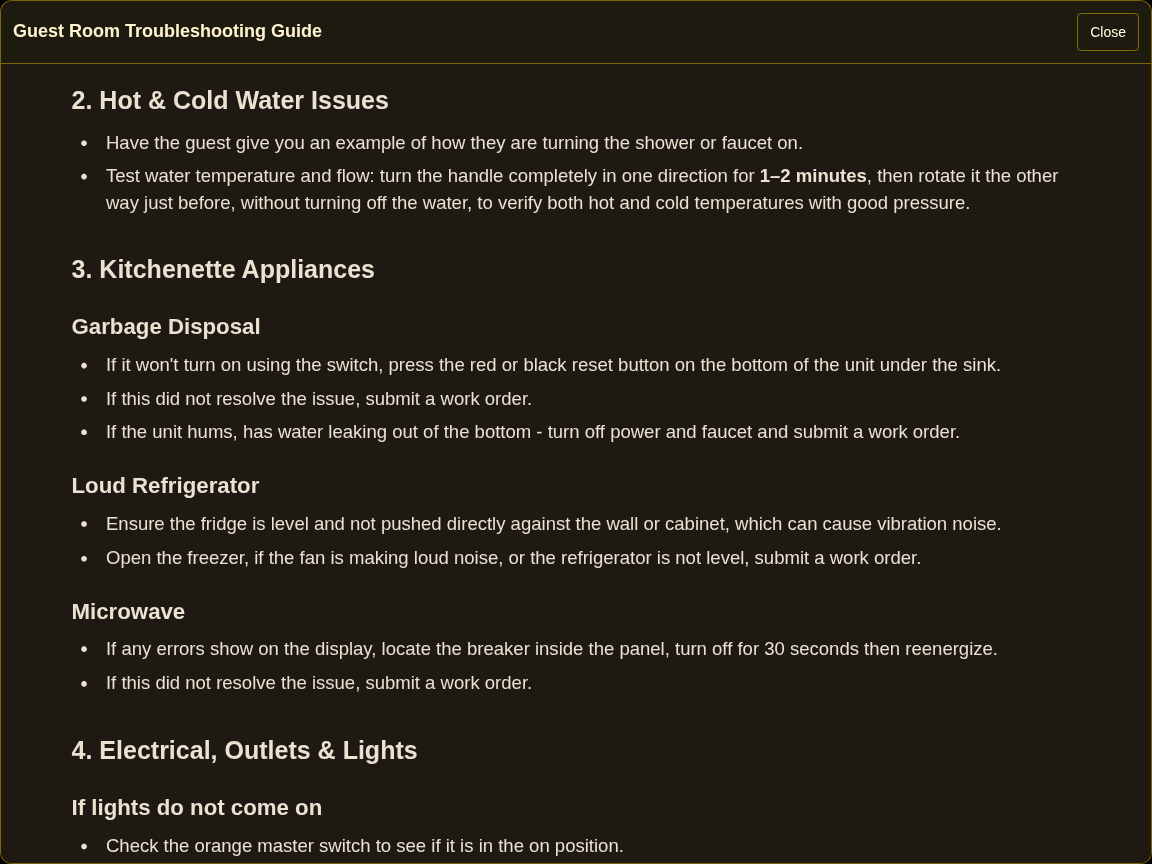 Guest Room Troubleshooting Guide
Close
2. Hot & Cold Water Issues
• Have the guest give you an example of how they are turning the shower or faucet on.
• Test water temperature and flow: turn the handle completely in one direction for 1–2 minutes, then rotate it the other
way just before, without turning off the water, to verify both hot and cold temperatures with good pressure.
3. Kitchenette Appliances
Garbage Disposal
• If it won't turn on using the switch, press the red or black reset button on the bottom of the unit under the sink.
• If this did not resolve the issue, submit a work order.
• If the unit hums, has water leaking out of the bottom - turn off power and faucet and submit a work order.
Loud Refrigerator
• Ensure the fridge is level and not pushed directly against the wall or cabinet, which can cause vibration noise.
• Open the freezer, if the fan is making loud noise, or the refrigerator is not level, submit a work order.
Microwave
• If any errors show on the display, locate the breaker inside the panel, turn off for 30 seconds then reenergize.
• If this did not resolve the issue, submit a work order.
4. Electrical, Outlets & Lights
If lights do not come on
• Check the orange master switch to see if it is in the on position.